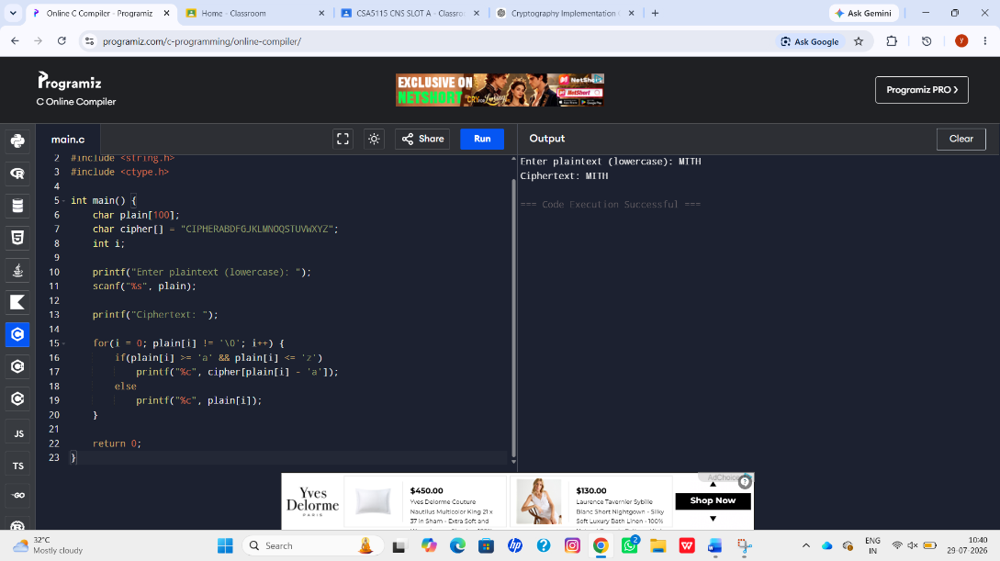 Online C Compiler - Programiz
Home - Classroom
CSA5115 CNS SLOT A - Classro
Cryptography Implementation
Ask Gemini
programiz.com/c-programming/online-compiler/
Ask Google
y
Programiz
C Online Compiler
EXCLUSIVE ON
NETSHORT
NetShort
NetShort
Programiz PRO
main.c
Share
Run
Output
Clear
2 #include <string.h>
3 #include <ctype.h>
4
5 int main() {
6 char plain[100];
7 char cipher[] = "CIPHERABDFGJKLMNOQSTUVWXYZ";
8 int i;
9
10 printf("Enter plaintext (lowercase): ");
11 scanf("%s", plain);
12
13 printf("Ciphertext: ");
14
15 for(i = 0; plain[i] != '\0'; i++) {
16 if(plain[i] >= 'a' && plain[i] <= 'z')
17 printf("%c", cipher[plain[i] - 'a']);
18 else
19 printf("%c", plain[i]);
20 }
21
22 return 0;
23 }
Enter plaintext (lowercase): MITH
Ciphertext: MITH
=== Code Execution Successful ===
JS
TS
GO
Yves
Delorme
PARIS
$450.00
Yves Delorme Couture
Nautilus Multicolor King 21 x
37 in Sham - Extra Soft and
$130.00
Laurence Tavernier Sybille
Blanc Short Nightgown - Silky
Soft Luxury Bath Linen - 100%
AdChoices
Shop Now
32°C
Mostly cloudy
Search
2
ENG
IN
10:40
29-07-2026